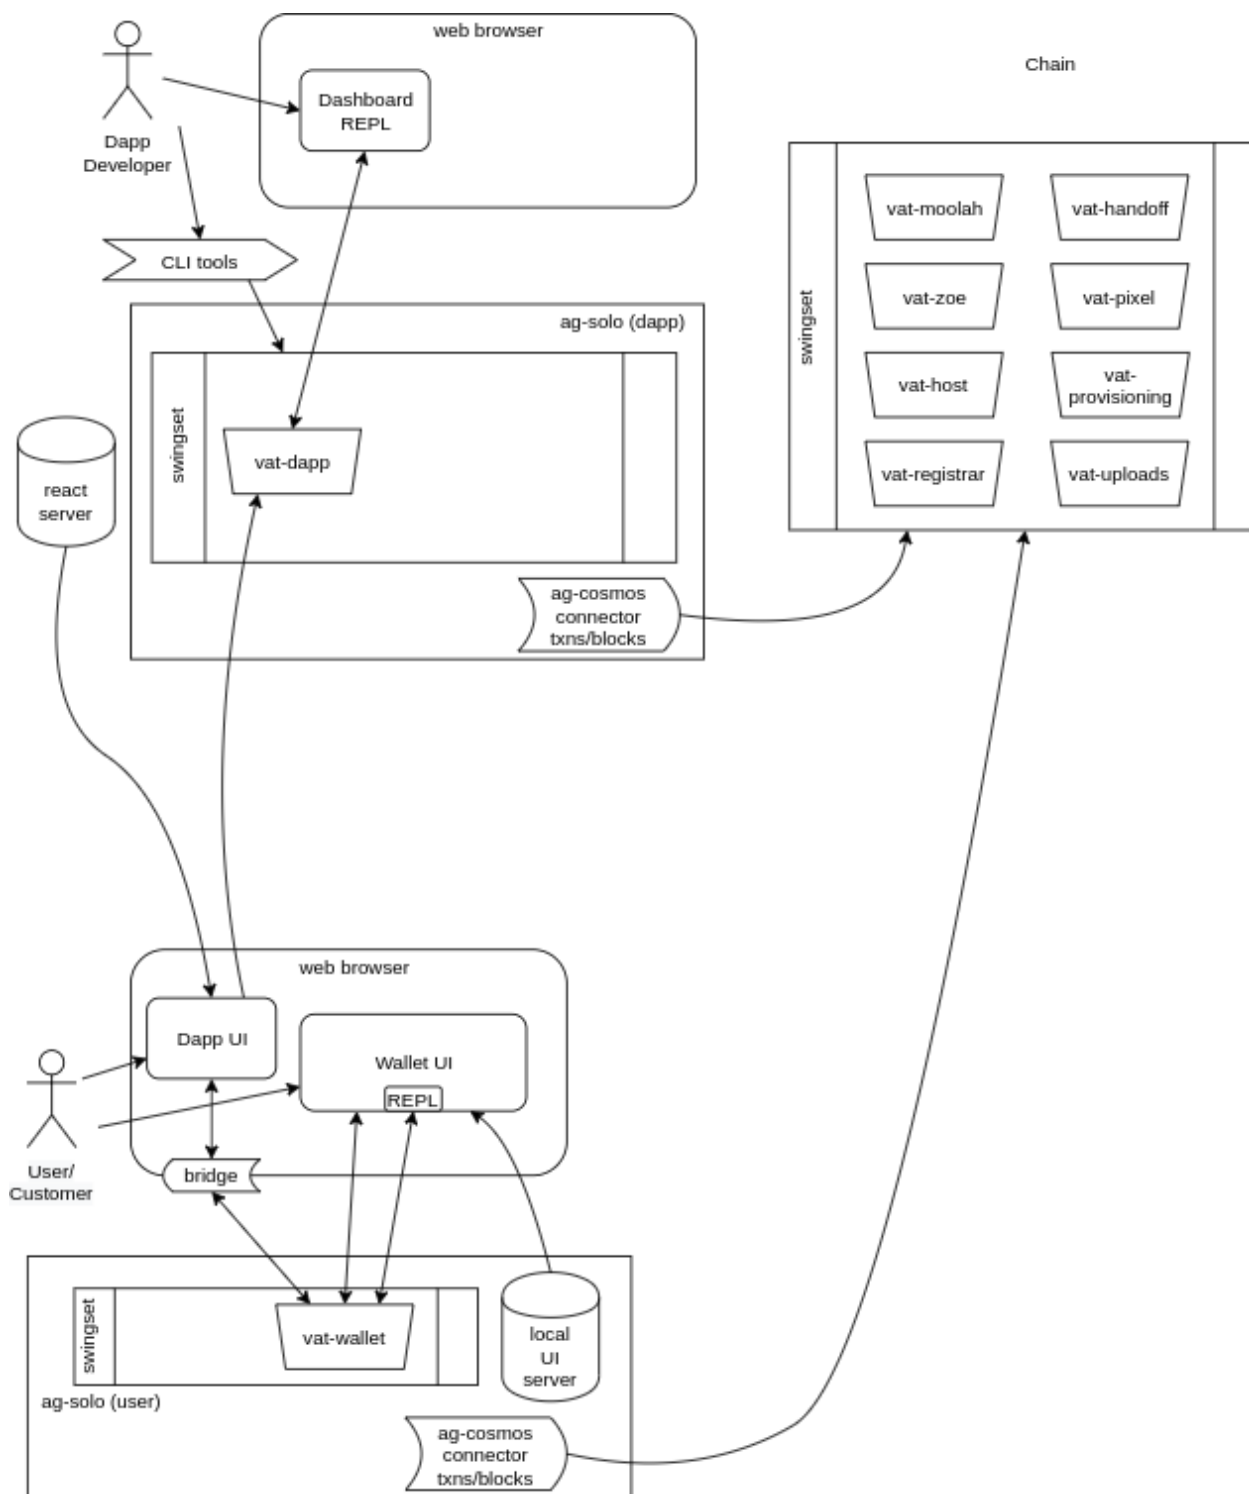 web browser
Chain
Dashboard
REPL
Dapp
Developer
CLI tools
swingset
vat-moolah
vat-handoff
vat-zoe
vat-pixel
vat-host
vat-
provisioning
vat-registrar
vat-uploads
ag-solo (dapp)
swingset
vat-dapp
react
server
ag-cosmos
connector
txns/blocks
web browser
Dapp UI
Wallet UI
REPL
User/
Customer
bridge
swingset
vat-wallet
local
UI
server
ag-solo (user)
ag-cosmos
connector
txns/blocks